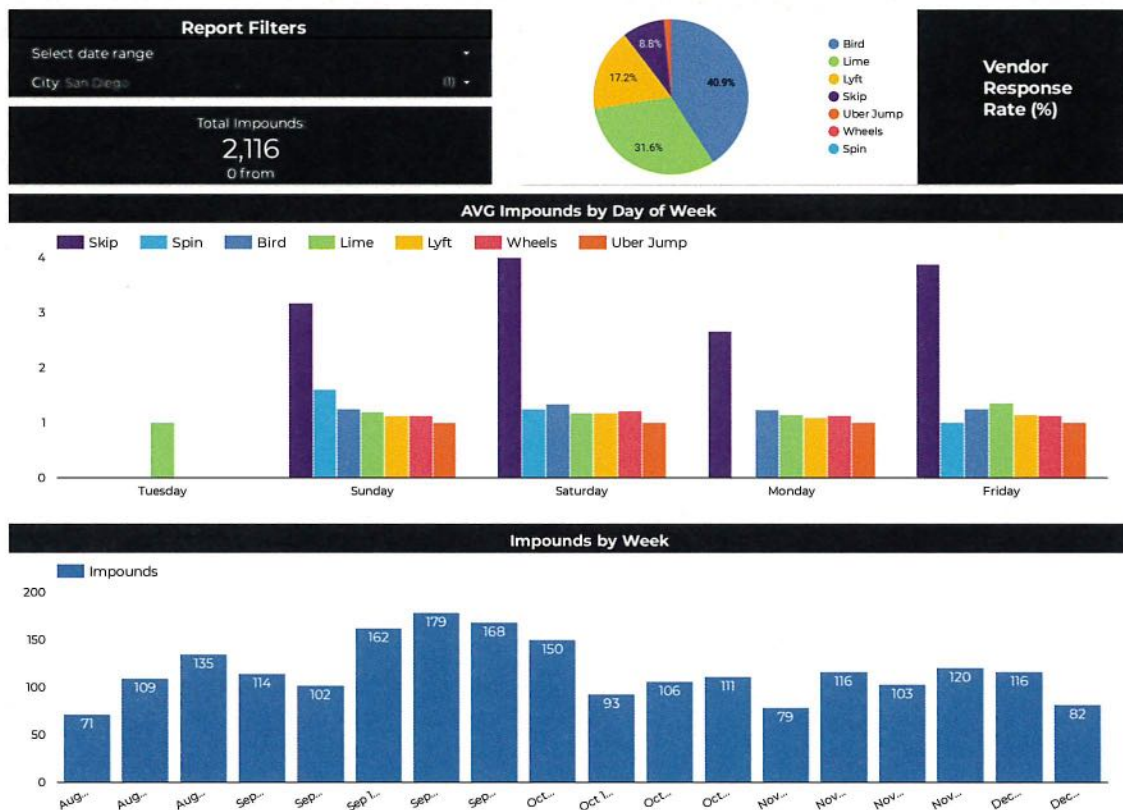 Report Filters
Select date range
City: San Diego (1)
Total Impounds
2,116
0 from
8.8%
17.2%
40.9%
31.6%
Bird
Lime
Lyft
Skip
Uber Jump
Wheels
Spin
Vendor
Response
Rate (%)
AVG Impounds by Day of Week
Skip Spin Bird Lime Lyft Wheels Uber Jump
4
3
2
1
0
Tuesday Sunday Saturday Monday Friday
Impounds by Week
Impounds
200
150
100
50
0
71 109 135 114 102 162 179 168 150 93 106 111 79 116 103 120 116 82
Aug... Aug... Aug... Sep... Sep... Sep 1... Sep... Sep... Oct... Oct 1... Oct... Oct... Nov... Nov... Nov... Nov... Dec... Dec...